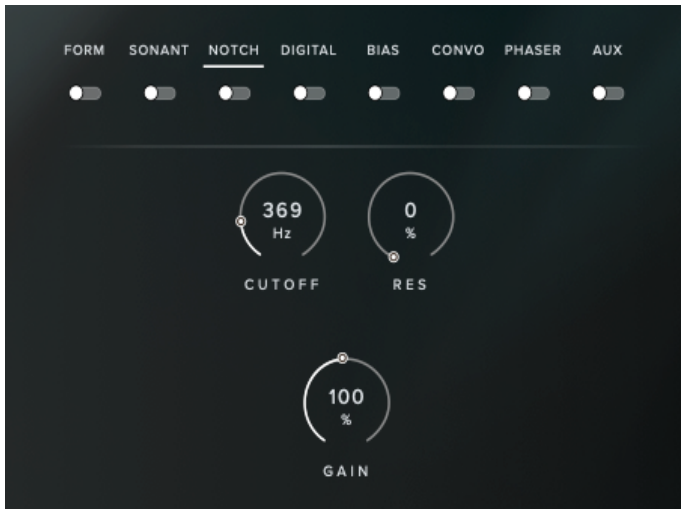 FORM SONANT NOTCH DIGITAL BIAS CONVO PHASER AUX
369 0
Hz %
CUTOFF RES
100
%
GAIN